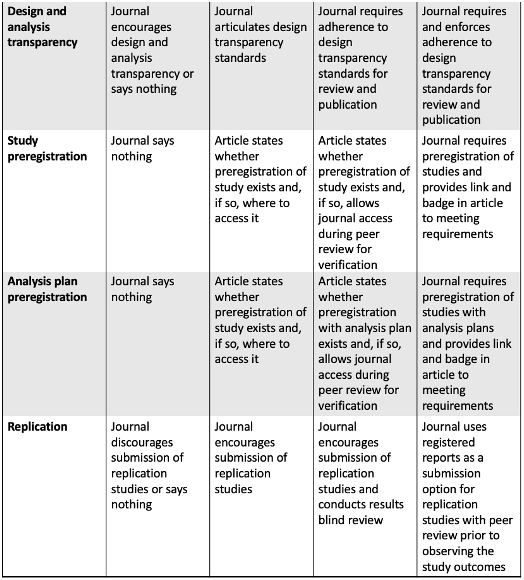 Design and
analysis
transparency
Journal
encourages
design and
analysis
transparency or
says nothing
Journal
articulates design
transparency
standards
Journal requires
adherence to
design
transparency
standards for
review and
publication
Journal requires
and enforces
adherence to
design
transparency
standards for
review and
publication
Study
preregistration
Journal says
nothing
Article states
whether
preregistration of
study exists and,
if so, where to
access it
Article states
whether
preregistration of
study exists and,
if so, allows
journal access
during peer
review for
verification
Journal requires
preregistration of
studies and
provides link and
badge in article
to meeting
requirements
Analysis plan
preregistration
Journal says
nothing
Article states
whether
preregistration of
study exists and,
if so, where to
access it
Article states
whether
preregistration
with analysis plan
exists and, if so,
allows journal
access during
peer review for
verification
Journal requires
preregistration of
studies with
analysis plans
and provides link
and badge in
article to
meeting
requirements
Replication
Journal
discourages
submission of
replication
studies or says
nothing
Journal
encourages
submission of
replication
studies
Journal
encourages
submission of
replication
studies and
conducts results
blind review
Journal uses
registered
reports as a
submission
option for
replication
studies with peer
review prior to
observing the
study outcomes